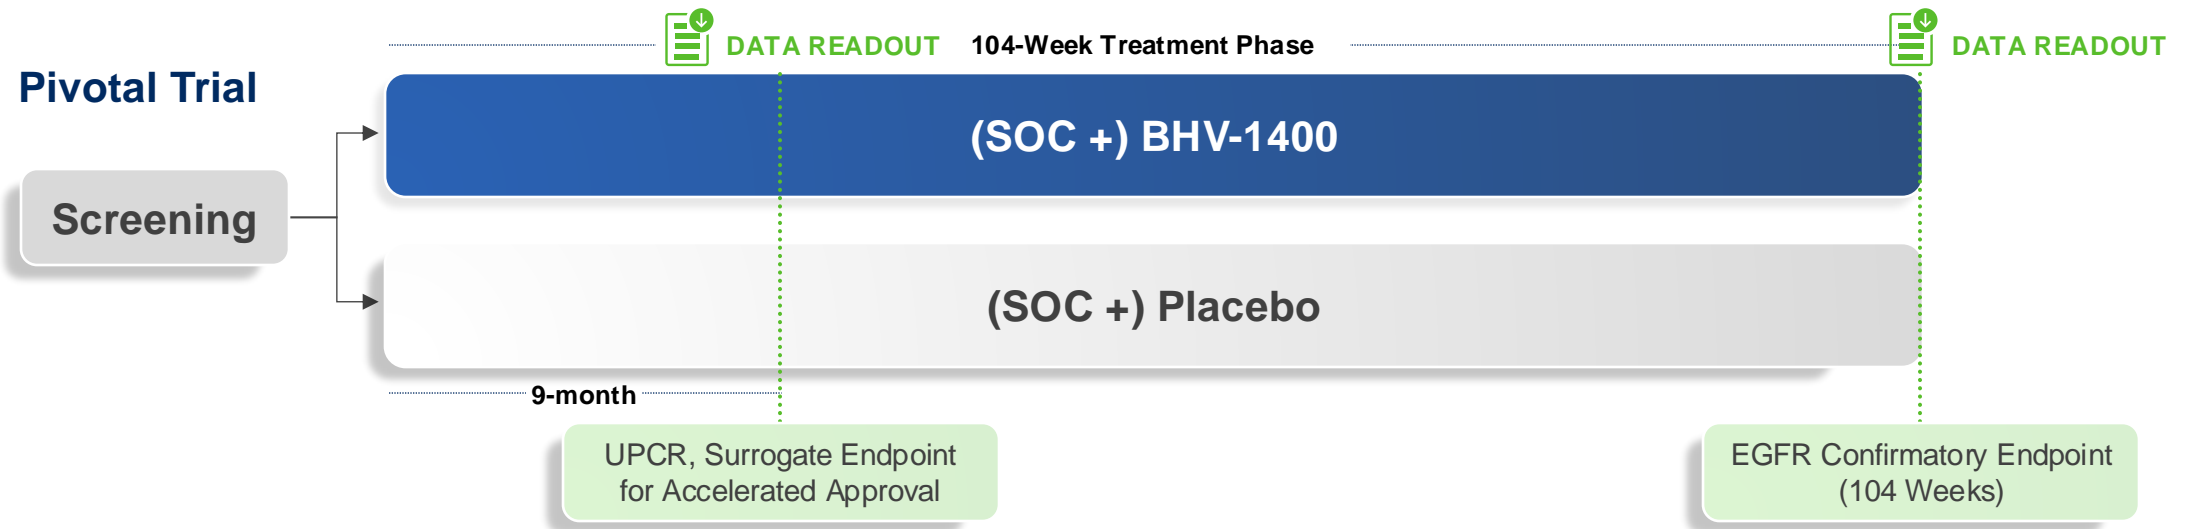 DATA READOUT
104-Week Treatment Phase
DATA READOUT
Pivotal Trial
(SOC +) BHV-1400
Screening
(SOC +) Placebo
9-month
UPCR, Surrogate Endpoint
for Accelerated Approval
EGFR Confirmatory Endpoint
(104 Weeks)